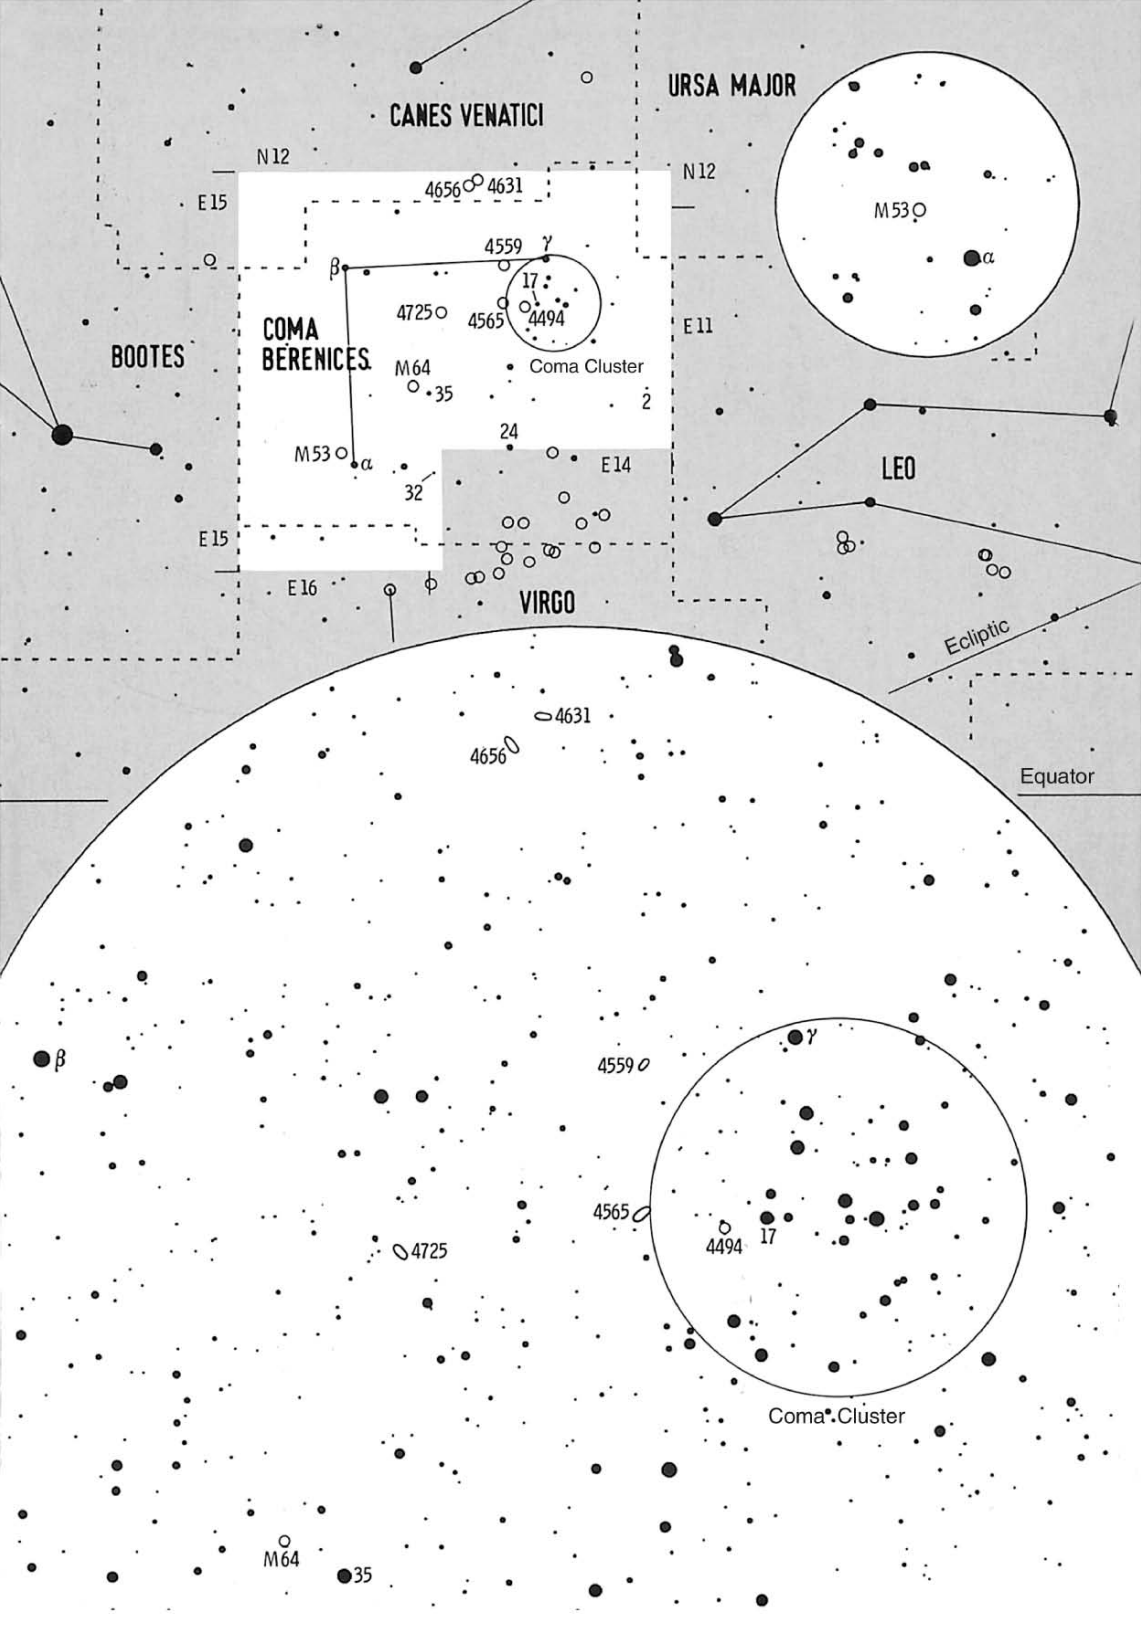 URSA MAJOR
CANES VENATICI
N12
N12
E15
4656 4631
M53
α
4559 γ
β
17
4725 4565 4494
E11
COMA
BERENICES
BOOTES
M64
Coma Cluster
35
2
24
M53
α
E14
LEO
32
E15
E16
VIRGO
Ecliptic
4631
4656
Equator
γ
β
4559
4565
4494
17
4725
Coma Cluster
M64
35